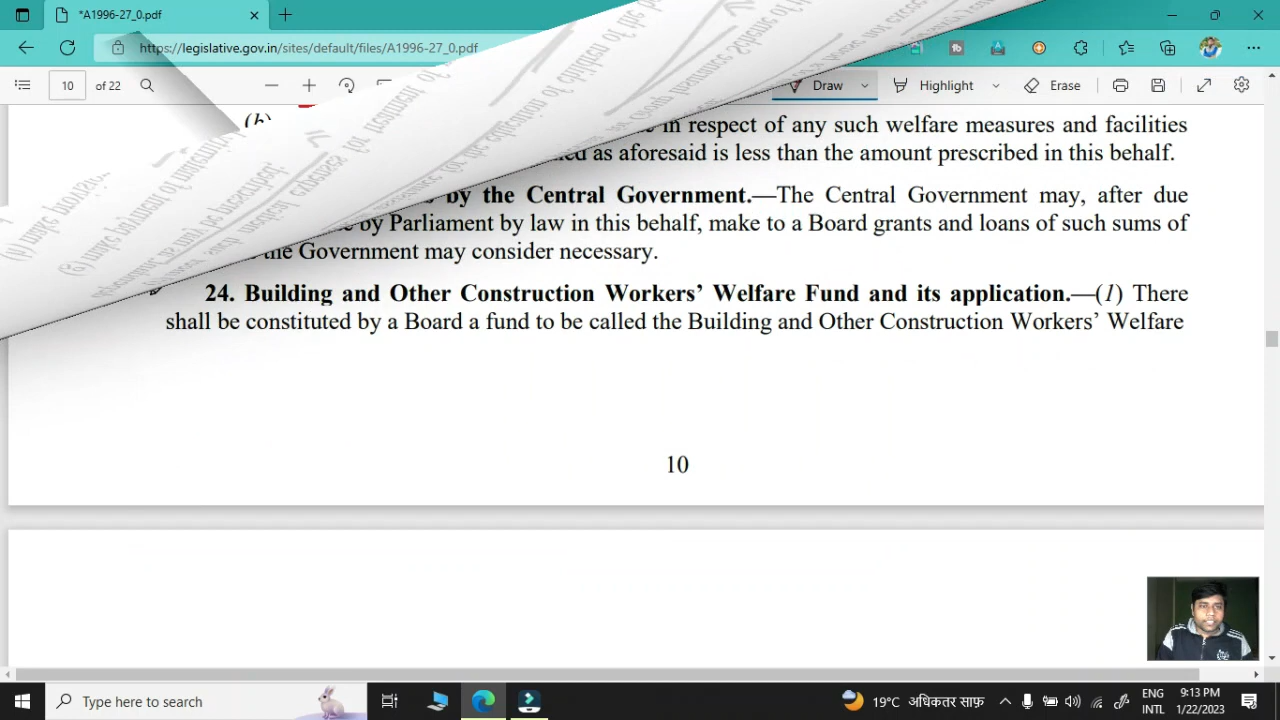 "A1996-27_0.pdf
https://legislative.gov.in/sites/default/files/A1996-27_0.pdf
10 of 22
Draw
Highlight
Erase
in respect of any such welfare measures and facilities
as aforesaid is less than the amount prescribed in this behalf.
by the Central Government.—The Central Government may, after due
by Parliament by law in this behalf, make to a Board grants and loans of such sums of
the Government may consider necessary.
24. Building and Other Construction Workers’ Welfare Fund and its application.—(1) There
shall be constituted by a Board a fund to be called the Building and Other Construction Workers’ Welfare
10
Type here to search
19°C अधिकतर साफ़
ENG
INTL
9:13 PM
1/22/2023